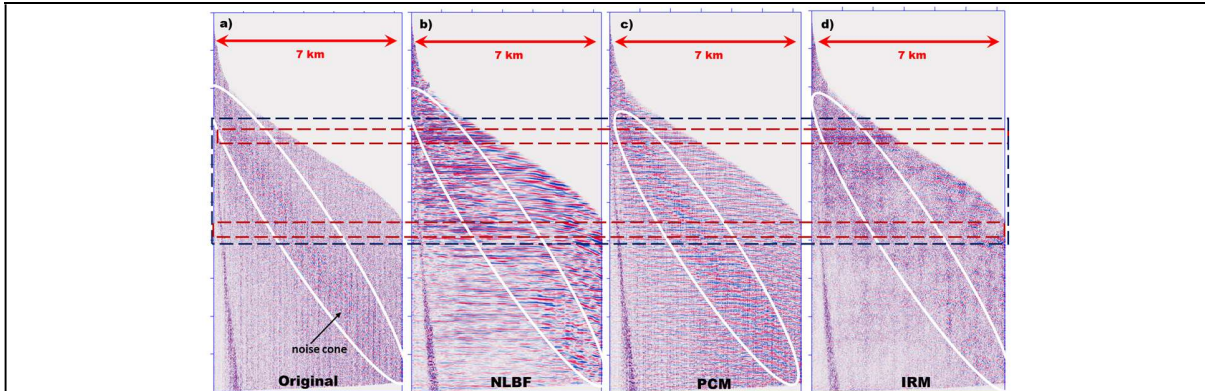 a) b) c) d)
7 km 7 km 7 km 7 km
noise cone
Original NLBF PCM IRM